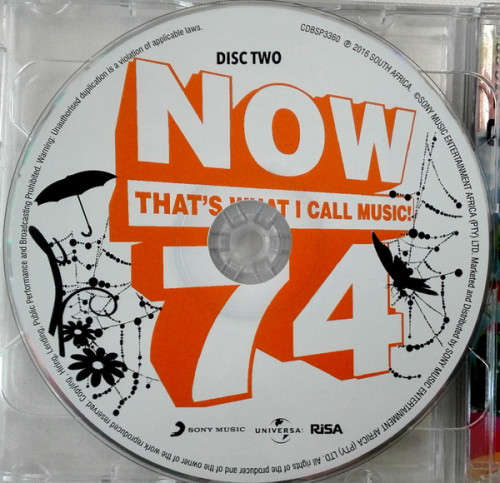 DISC TWO
NOW
THAT'S WHAT I CALL MUSIC!
74
SONY MUSIC UNIVERSAL RiSA
CDBSP3360 ℗ 2016 SOUTH AFRICA. ©SONY MUSIC ENTERTAINMENT AFRICA (PTY) LTD. Marketed and Distributed by SONY MUSIC ENTERTAINMENT AFRICA (PTY) LTD. All rights of the producer and of the owner of the work reproduced reserved. Copying, Hiring, Lending, Public Performance and Broadcasting Prohibited. Warning: Unauthorised duplication is a violation of applicable laws.